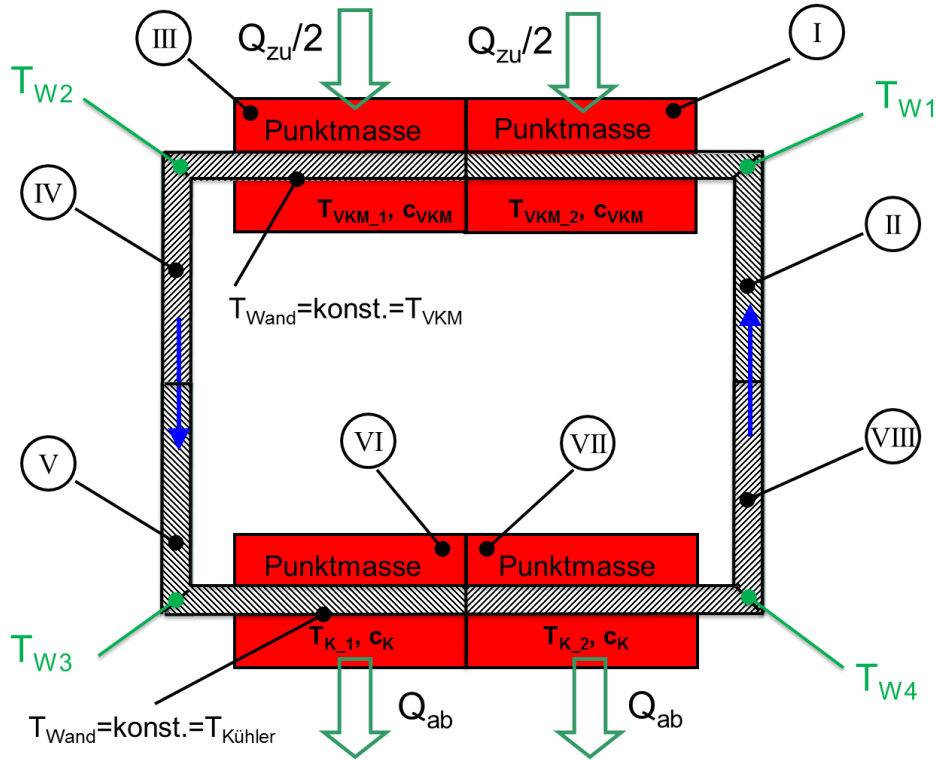 III
Q_zu/2
Q_zu/2
I
T_W2
T_W1
Punktmasse
Punktmasse
IV
T_VKM_1, c_VKM
T_VKM_2, c_VKM
II
T_Wand=konst.=T_VKM
VI
VII
V
VIII
Punktmasse
Punktmasse
T_W3
T_K_1, c_K
T_K_2, c_K
T_W4
T_Wand=konst.=T_Kühler
Q_ab
Q_ab